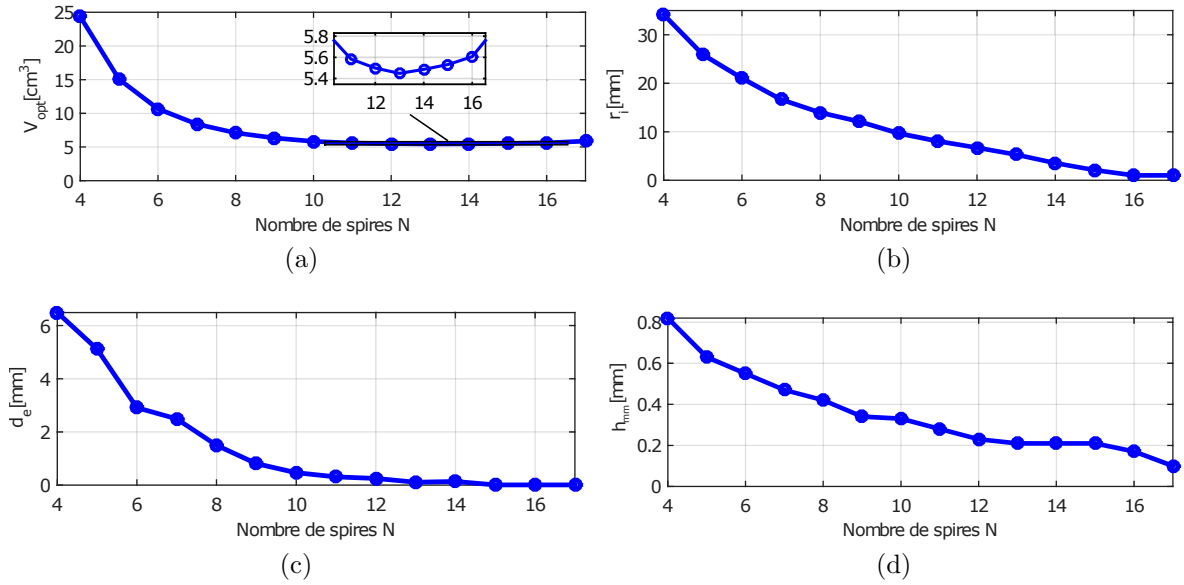 25
20
15
10
5
0
V_opt[cm³]
5.8
5.6
5.4
12 14 16
4 6 8 10 12 14 16
Nombre de spires N
(a)
30
20
10
0
r_i[mm]
4 6 8 10 12 14 16
Nombre de spires N
(b)
6
4
2
0
d_e[mm]
4 6 8 10 12 14 16
Nombre de spires N
(c)
0.8
0.6
0.4
0.2
0
h_mm[mm]
4 6 8 10 12 14 16
Nombre de spires N
(d)